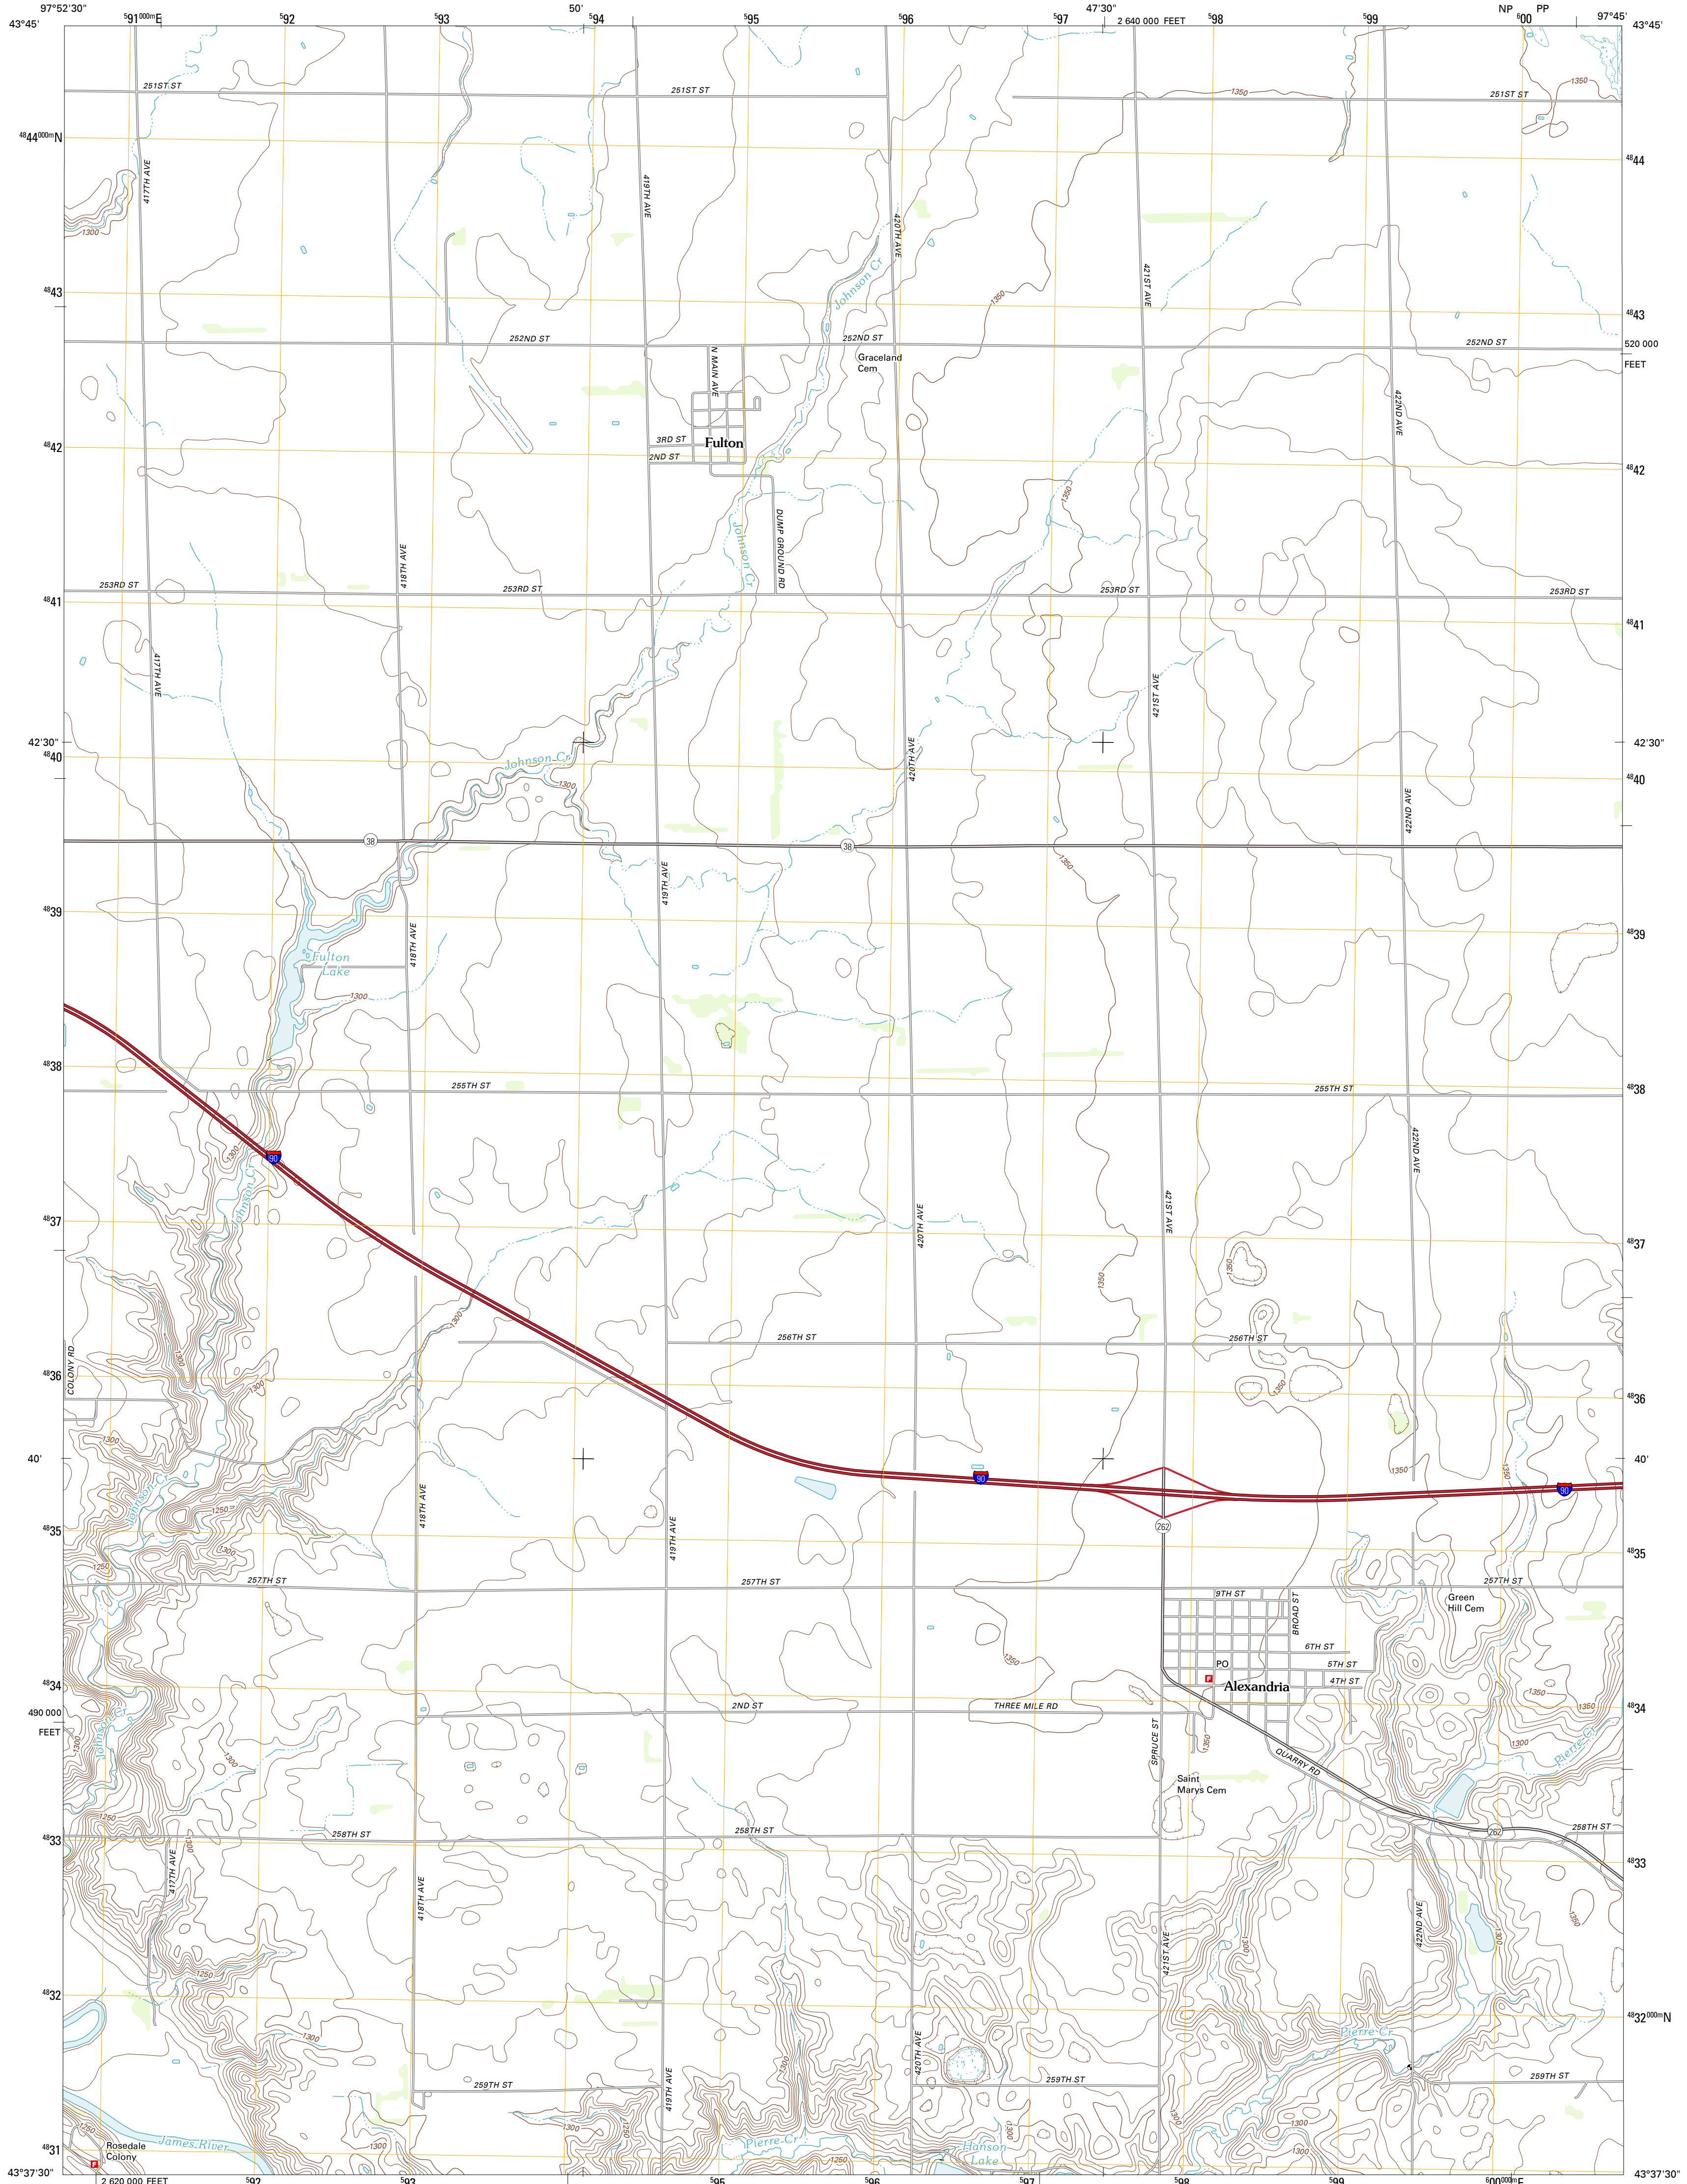 97°52'30"
⁵91⁰⁰⁰ᵐE
⁵92
⁵93
50'
⁵94
⁵95
⁵96
⁵97
47'30"
2 640 000 FEET
⁵98
⁵99
NP PP
⁶00
97°45'
43°45'
43°45'
251ST ST
251ST ST
1350
251ST ST
1350
⁴⁸44⁰⁰⁰ᵐN
⁴⁸44
417TH AVE
419TH AVE
420TH AVE
1300
421ST AVE
Johnson Cr
1350
⁴⁸43
⁴⁸43
252ND ST
252ND ST
252ND ST
520 000
FEET
N MAIN AVE
Graceland
Cem
422ND AVE
3RD ST
Fulton
2ND ST
⁴⁸42
⁴⁸42
1350
Johnson Cr
DUMP GROUND RD
418TH AVE
253RD ST
253RD ST
253RD ST
253RD ST
⁴⁸41
⁴⁸41
417TH AVE
421ST AVE
42'30"
42'30"
⁴⁸40
⁴⁸40
Johnson Cr
420TH AVE
1300
422ND AVE
38
38
1350
419TH AVE
⁴⁸39
⁴⁸39
418TH AVE
Fulton
Lake
1300
⁴⁸38
⁴⁸38
255TH ST
255TH ST
422ND AVE
1300
90
Johnson Cr
421ST AVE
420TH AVE
⁴⁸37
⁴⁸37
1350
1350
1300
256TH ST
256TH ST
COLONY RD
1300
⁴⁸36
⁴⁸36
1300
1350
1300
40'
40'
1350
Johnson Cr
90
90
1250
418TH AVE
419TH AVE
262
⁴⁸35
⁴⁸35
1300
1250
257TH ST
257TH ST
257TH ST
9TH ST
BROAD ST
Green
Hill Cem
6TH ST
1350
PO
5TH ST
F
4TH ST
Alexandria
⁴⁸34
⁴⁸34
1350
1350
2ND ST
THREE MILE RD
490 000
FEET
Johnson Cr
1300
1300
SPRUCE ST
1350
QUARRY RD
1300
Pierre Cr
Saint
Marys Cem
1250
258TH ST
258TH ST
262
258TH ST
⁴⁸33
⁴⁸33
1300
417TH AVE
418TH AVE
1350
422ND AVE
1300
421ST AVE
1300
1250
⁴⁸32
⁴⁸32⁰⁰⁰ᵐN
1300
Pierre Cr
420TH AVE
1300
259TH ST
259TH ST
259TH ST
419TH AVE
1250
1300
1250
1300
1300
1300
James River
Rosedale
Colony
1300
Pierre Cr
Hanson
Lake
1300
⁴⁸31
1250
F
43°37'30"
2 620 000 FEET
43°37'30"